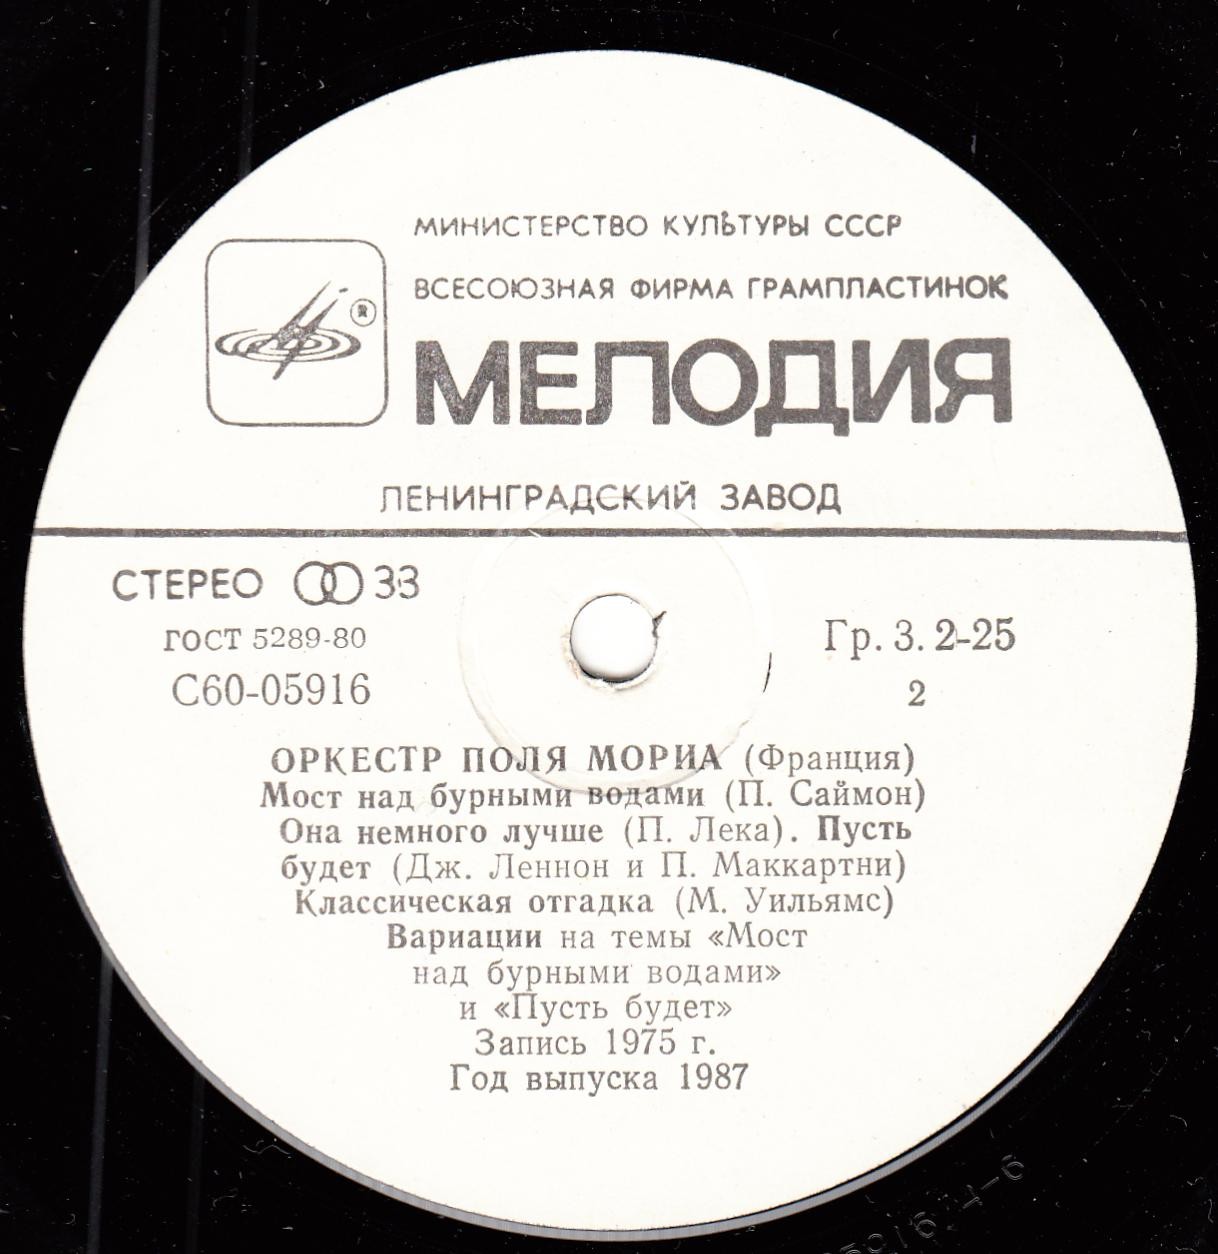 МИНИСТЕРСТВО КУЛЬТУРЫ СССР
ВСЕСОЮЗНАЯ ФИРМА ГРАМПЛАСТИНОК
®
МЕЛОДИЯ
ЛЕНИНГРАДСКИЙ ЗАВОД
СТЕРЕО 33
ГОСТ 5289-80
С60-05916
Гр. 3. 2-25
2
ОРКЕСТР ПОЛЯ МОРИА (Франция)
Мост над бурными водами (П. Саймон)
Она немного лучше (П. Лека). Пусть
будет (Дж. Леннон и П. Маккартни)
Классическая отгадка (М. Уильямс)
Вариации на темы «Мост
над бурными водами»
и «Пусть будет»
Запись 1975 г.
Год выпуска 1987